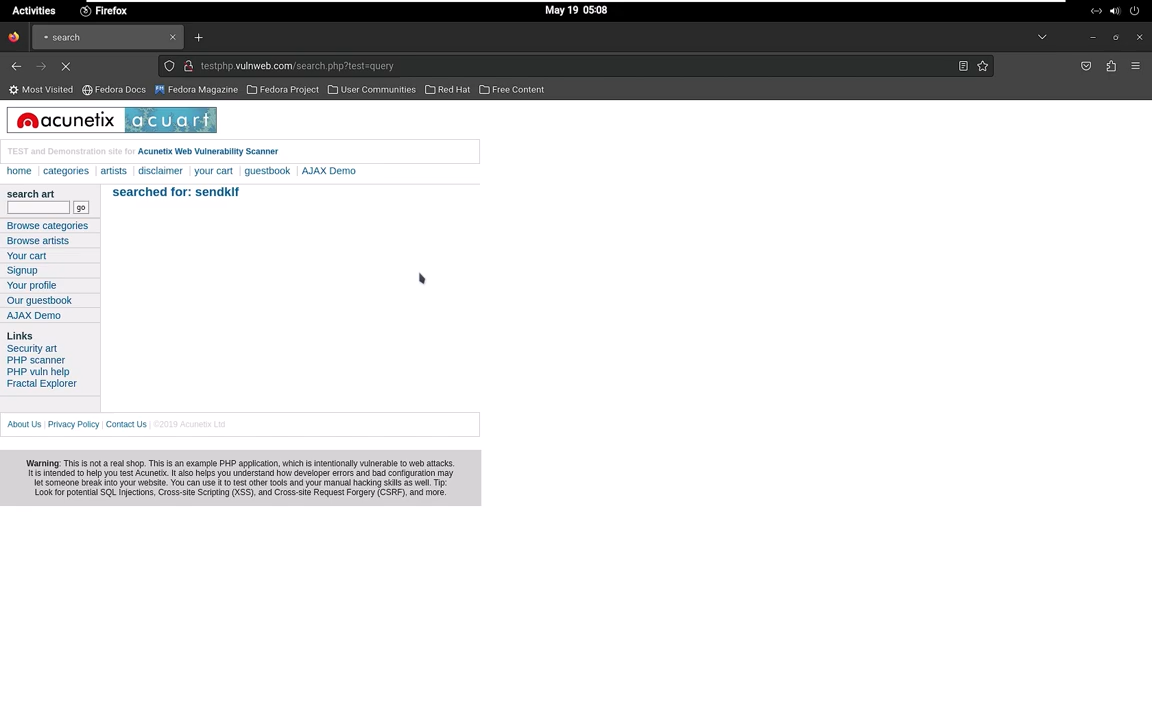 Activities Firefox May 19 05:08
search
testphp.vulnweb.com/search.php?test=query
Most Visited Fedora Docs Fedora Magazine Fedora Project User Communities Red Hat Free Content
acunetix acuart
TEST and Demonstration site for Acunetix Web Vulnerability Scanner
home | categories | artists | disclaimer | your cart | guestbook | AJAX Demo
search art
go
Browse categories
Browse artists
Your cart
Signup
Your profile
Our guestbook
AJAX Demo
Links
Security art
PHP scanner
PHP vuln help
Fractal Explorer
searched for: sendklf
About Us | Privacy Policy | Contact Us | ©2019 Acunetix Ltd
Warning: This is not a real shop. This is an example PHP application, which is intentionally vulnerable to web attacks.
It is intended to help you test Acunetix. It also helps you understand how developer errors and bad configuration may
let someone break into your website. You can use it to test other tools and your manual hacking skills as well. Tip:
Look for potential SQL Injections, Cross-site Scripting (XSS), and Cross-site Request Forgery (CSRF), and more.